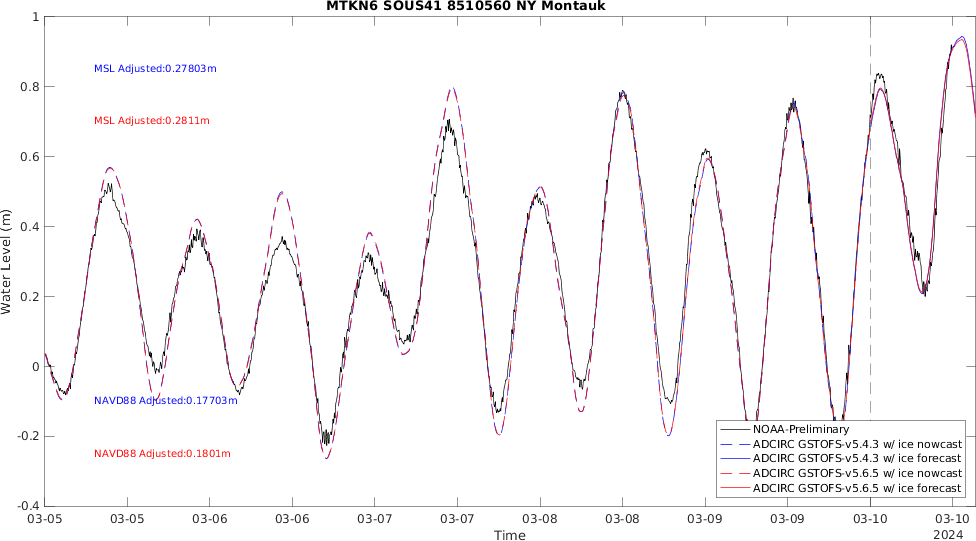 MTKN6 SOUS41 8510560 NY Montauk
1
0.8
0.6
0.4
0.2
0
-0.2
-0.4
Water Level (m)
MSL Adjusted:0.27803m
MSL Adjusted:0.2811m
NAVD88 Adjusted:0.17703m
NAVD88 Adjusted:0.1801m
NOAA-Preliminary
ADCIRC GSTOFS-v5.4.3 w/ ice nowcast
ADCIRC GSTOFS-v5.4.3 w/ ice forecast
ADCIRC GSTOFS-v5.6.5 w/ ice nowcast
ADCIRC GSTOFS-v5.6.5 w/ ice forecast
03-05 03-05 03-06 03-06 03-07 03-07 03-08 03-08 03-09 03-09 03-10 03-10
2024
Time